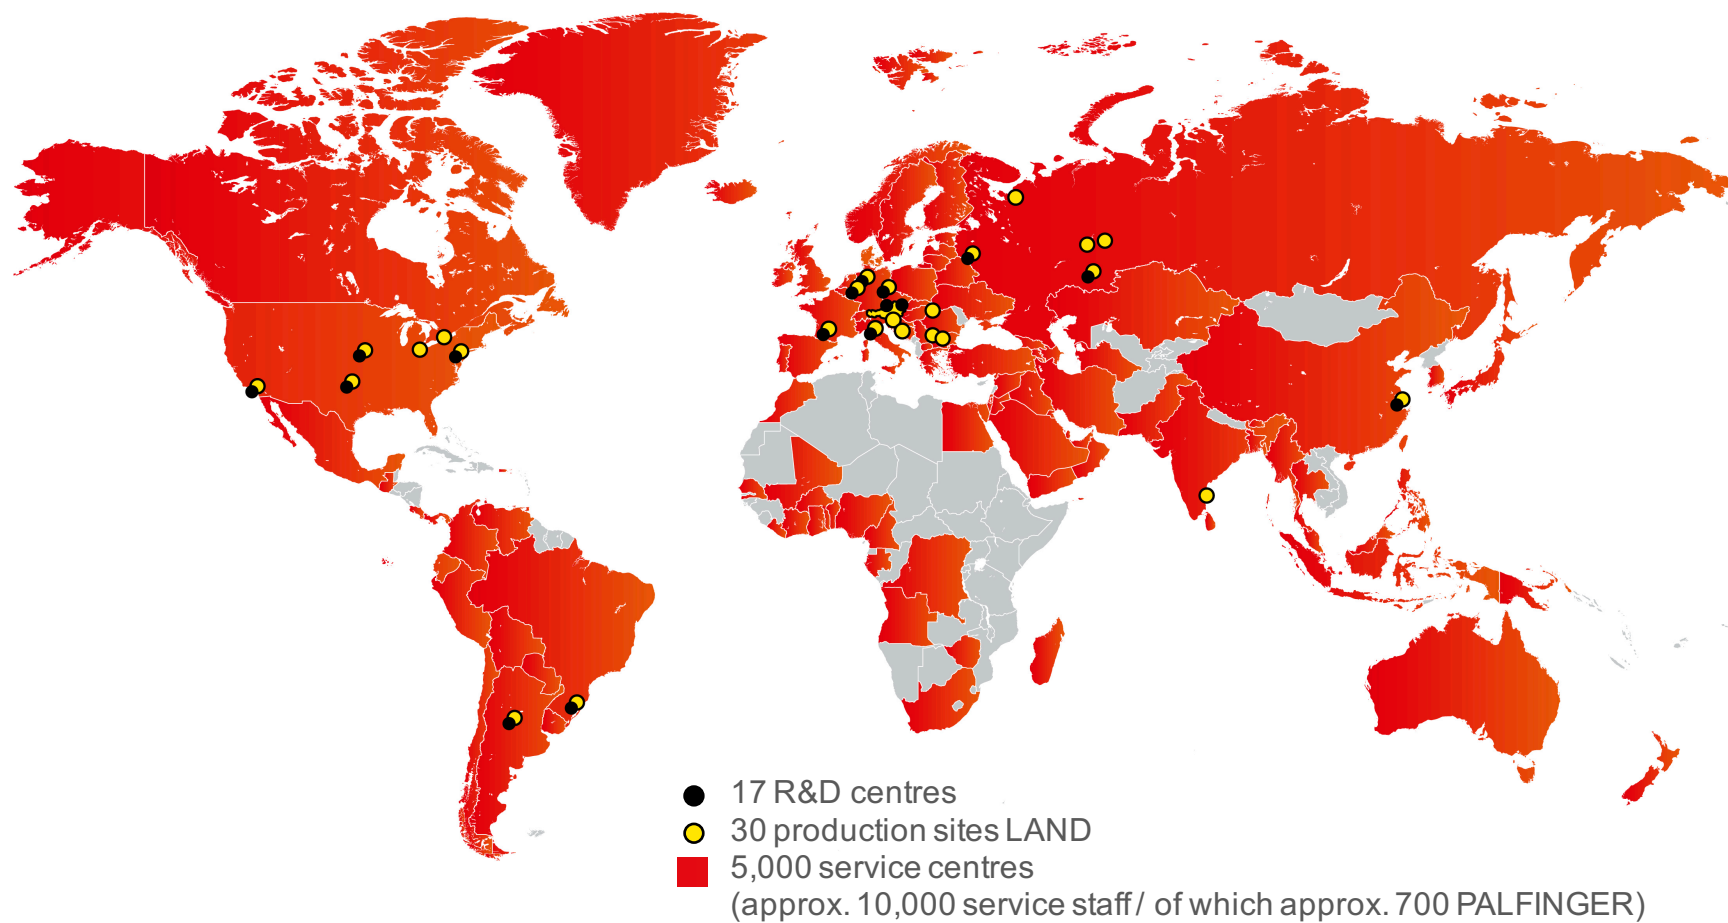 17 R&D centres
30 production sites LAND
5,000 service centres
(approx. 10,000 service staff / of which approx. 700 PALFINGER)